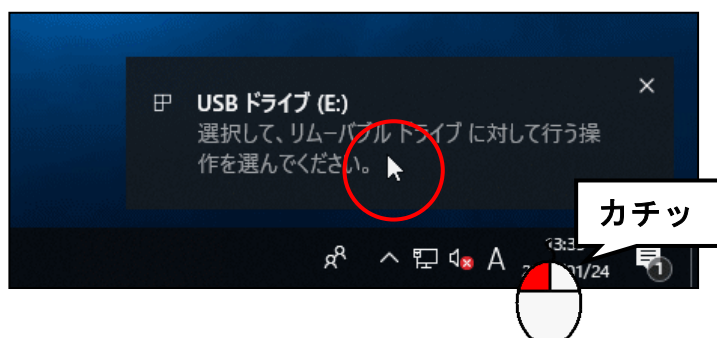 USB ドライブ (E:)
選択して、リムーバブル ドライブ に対して行う操
作を選んでください。
カチッ
A
13:3
01/24
1